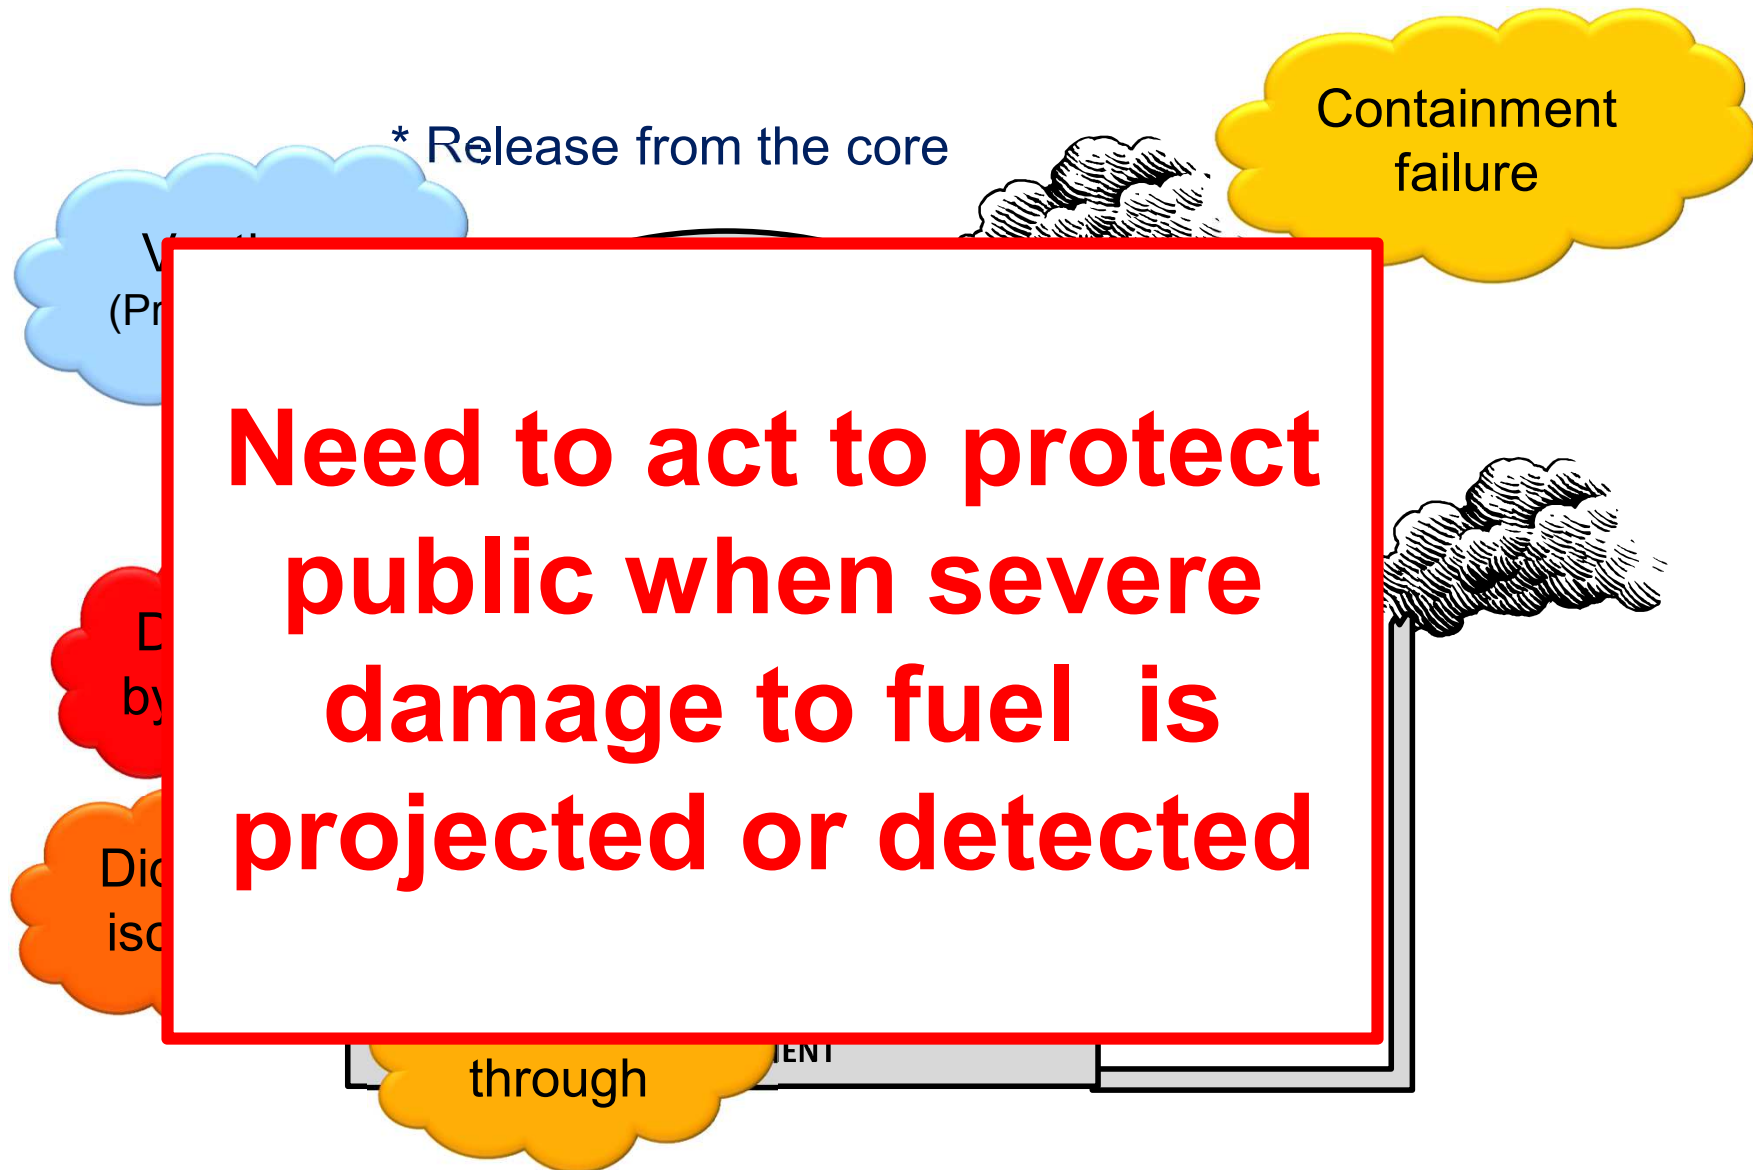 * Release from the core
Containment
failure
Need to act to protect
public when severe
damage to fuel  is
projected or detected
through